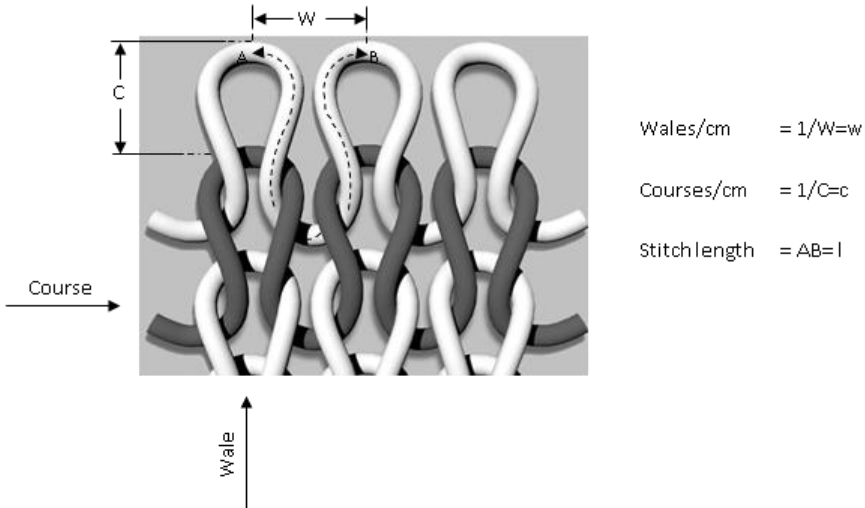 W
A
B
C
Wales/cm = 1/W=w
Courses/cm = 1/C=c
Stitch length = AB=l
Course
Wale